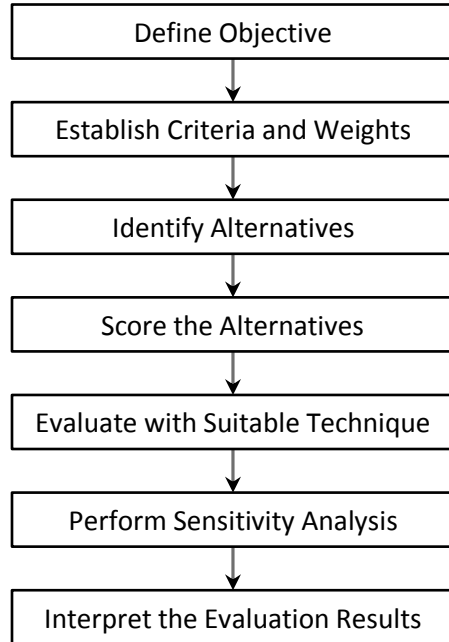 Define Objective
Establish Criteria and Weights
Identify Alternatives
Score the Alternatives
Evaluate with Suitable Technique
Perform Sensitivity Analysis
Interpret the Evaluation Results